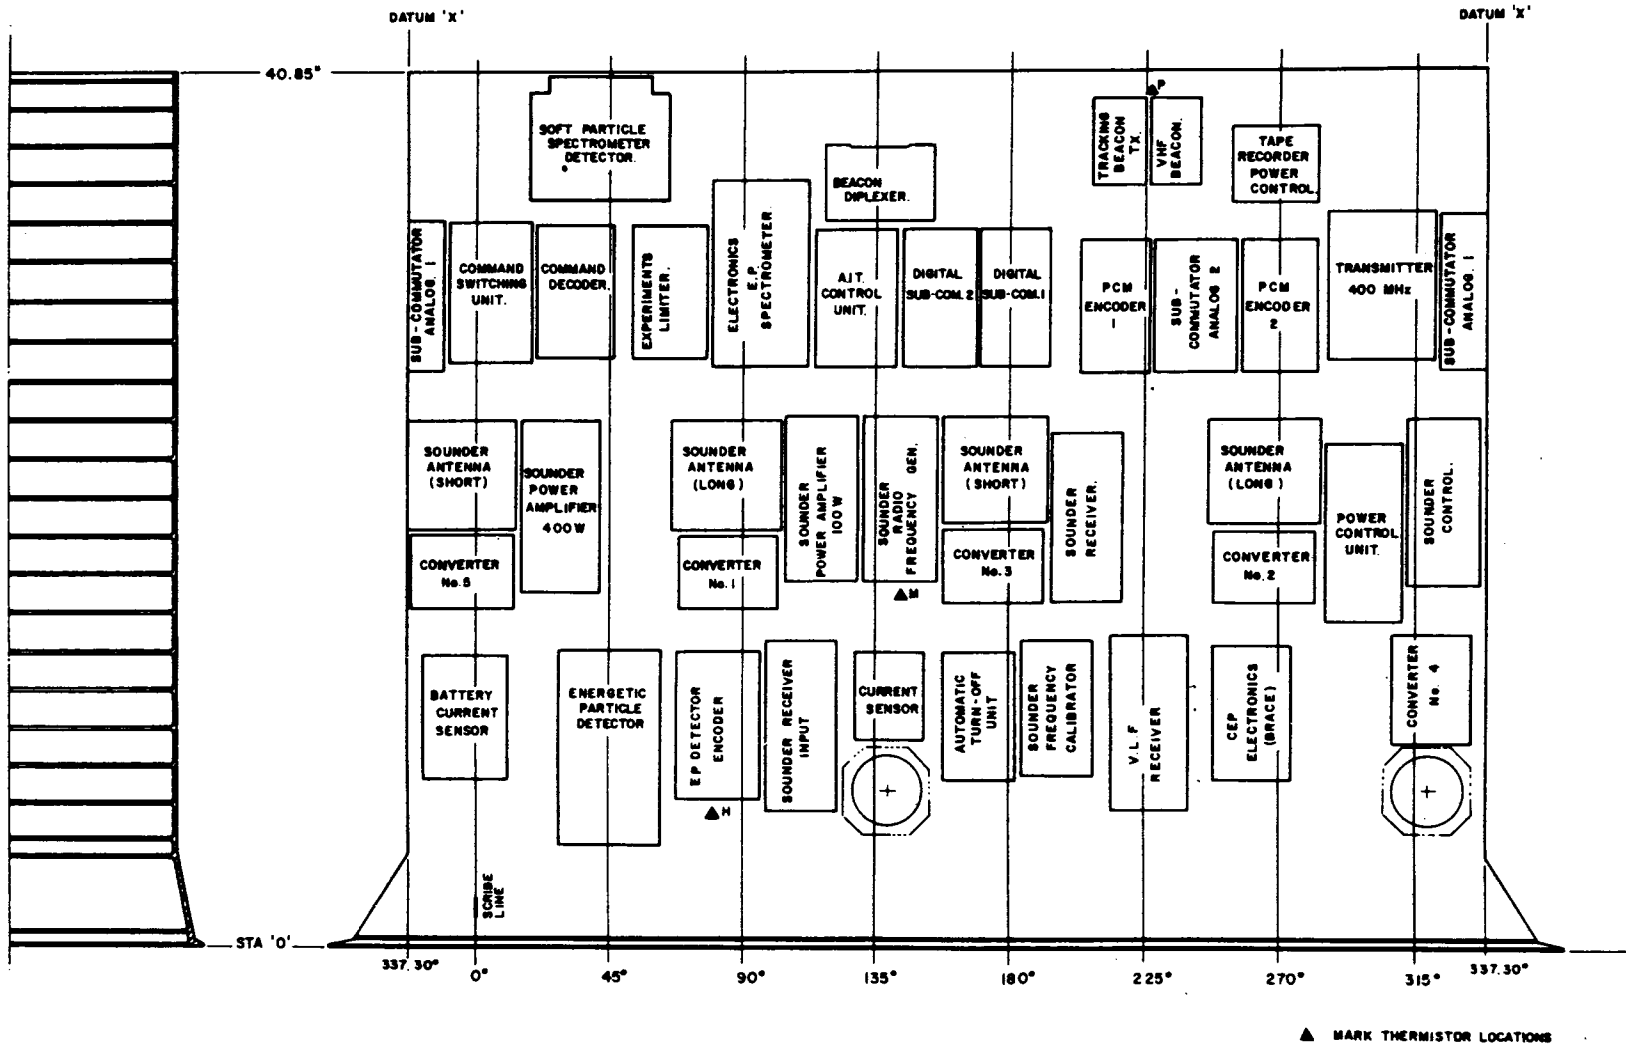 DATUM 'X'
DATUM 'X'
40.85"
SOFT PARTICLE
SPECTROMETER
DETECTOR.
BEACON
DIPLEXER.
TRACKING
BEACON
TX.
P
VHF
BEACON.
TAPE
RECORDER
POWER
CONTROL.
SUB-COMMUTATOR
ANALOG. 1
COMMAND
SWITCHING
UNIT.
COMMAND
DECODER.
EXPERIMENTS
LIMITER.
ELECTRONICS
E.P.
SPECTROMETER.
A.I.T.
CONTROL
UNIT.
DIGITAL
SUB-COM. 2
DIGITAL
SUB-COM. 1
PCM
ENCODER
1
SUB-
COMMUTATOR
ANALOG 2
PCM
ENCODER
2
TRANSMITTER
400 MHz
SUB-COMMUTATOR
ANALOG. 1
SOUNDER
ANTENNA
(SHORT)
SOUNDER
POWER
AMPLIFIER
400W
SOUNDER
ANTENNA
(LONG)
SOUNDER
POWER AMPLIFIER
100W
SOUNDER
RADIO
FREQUENCY GEN.
SOUNDER
ANTENNA
(SHORT)
SOUNDER
RECEIVER.
SOUNDER
ANTENNA
(LONG)
POWER
CONTROL
UNIT.
SOUNDER
CONTROL.
CONVERTER
No. 5
CONVERTER
No. 1
M
CONVERTER
No. 3
CONVERTER
No. 2
BATTERY
CURRENT
SENSOR
ENERGETIC
PARTICLE
DETECTOR
EP DETECTOR
ENCODER
H
SOUNDER RECEIVER
INPUT
CURRENT
SENSOR
AUTOMATIC
TURN-OFF
UNIT
SOUNDER
FREQUENCY
CALIBRATOR
V.L.F
RECEIVER
CEP
ELECTRONICS
(BRACE)
CONVERTER
No. 4
SCRIBE
LINE
STA 'O'
337.30° 0° 45° 90° 135° 180° 225° 270° 315° 337.30°
▲ MARK THERMISTOR LOCATIONS